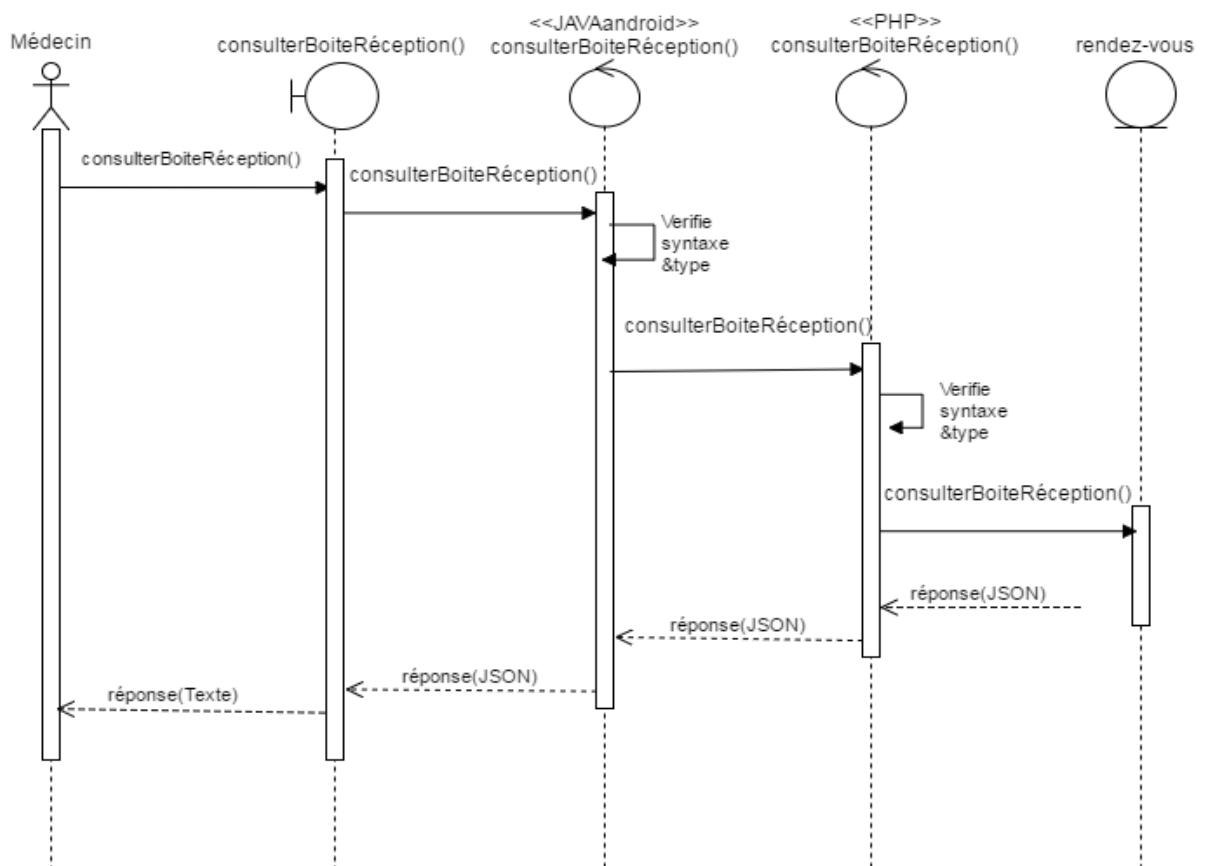 <<JAVAandroid>>
<<PHP>>
Médecin
consulterBoiteRéception()
consulterBoiteRéception()
consulterBoiteRéception()
rendez-vous
consulterBoiteRéception()
consulterBoiteRéception()
Verifie
syntaxe
&type
consulterBoiteRéception()
Verifie
syntaxe
&type
consulterBoiteRéception()
réponse(JSON)
réponse(JSON)
réponse(JSON)
réponse(Texte)